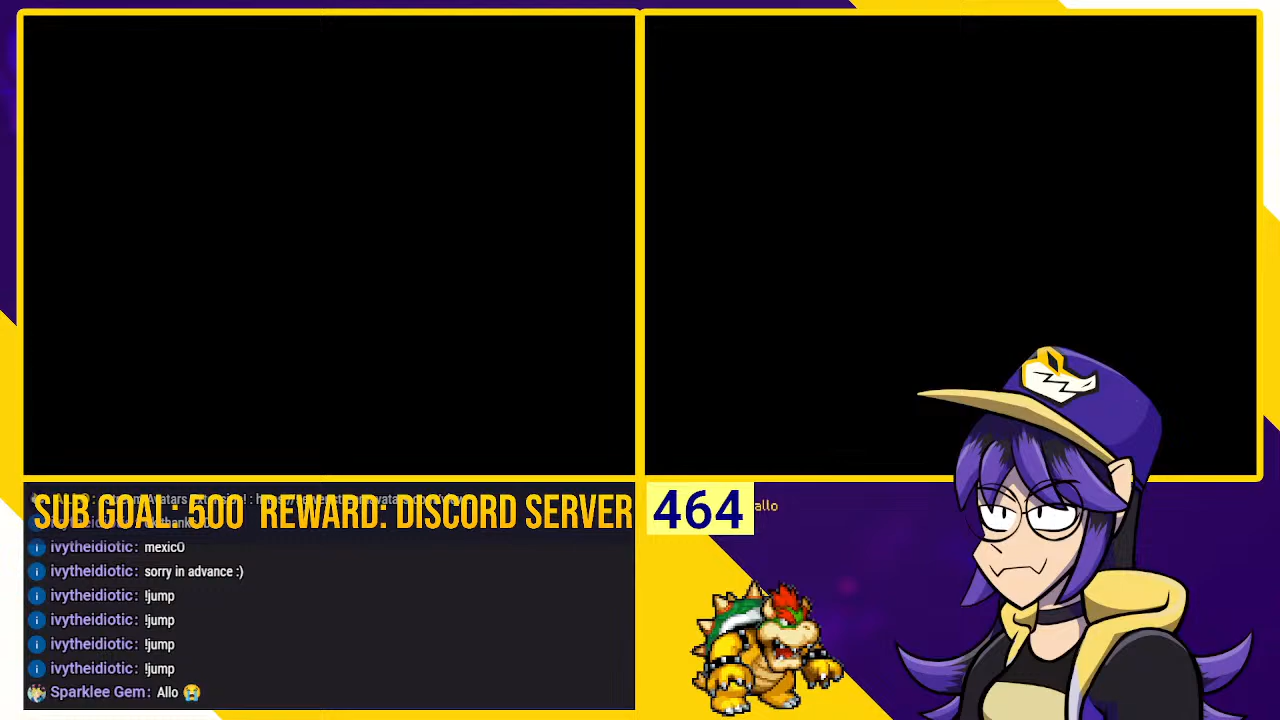 SUB GOAL: 500 REWARD: DISCORD SERVER
464
allo
ivytheidiotic: mexicO
ivytheidiotic: sorry in advance :)
ivytheidiotic: !jump
ivytheidiotic: !jump
ivytheidiotic: !jump
ivytheidiotic: !jump
Sparklee Gem: Allo 😭